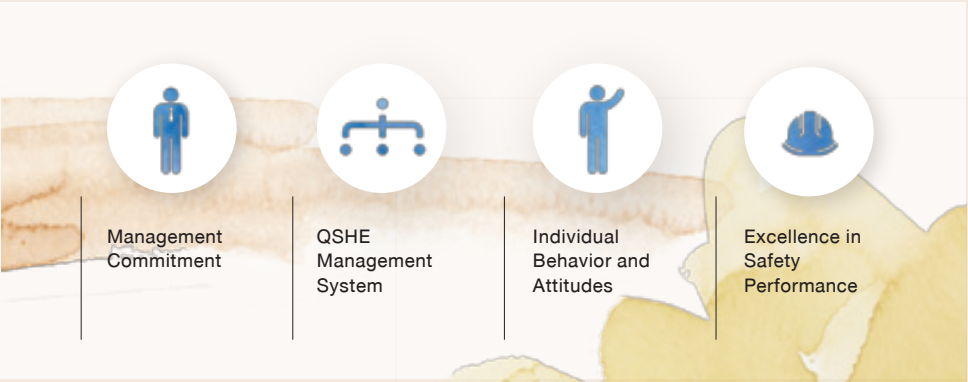 Management
Commitment
QSHE
Management
System
Individual
Behavior and
Attitudes
Excellence in
Safety
Performance